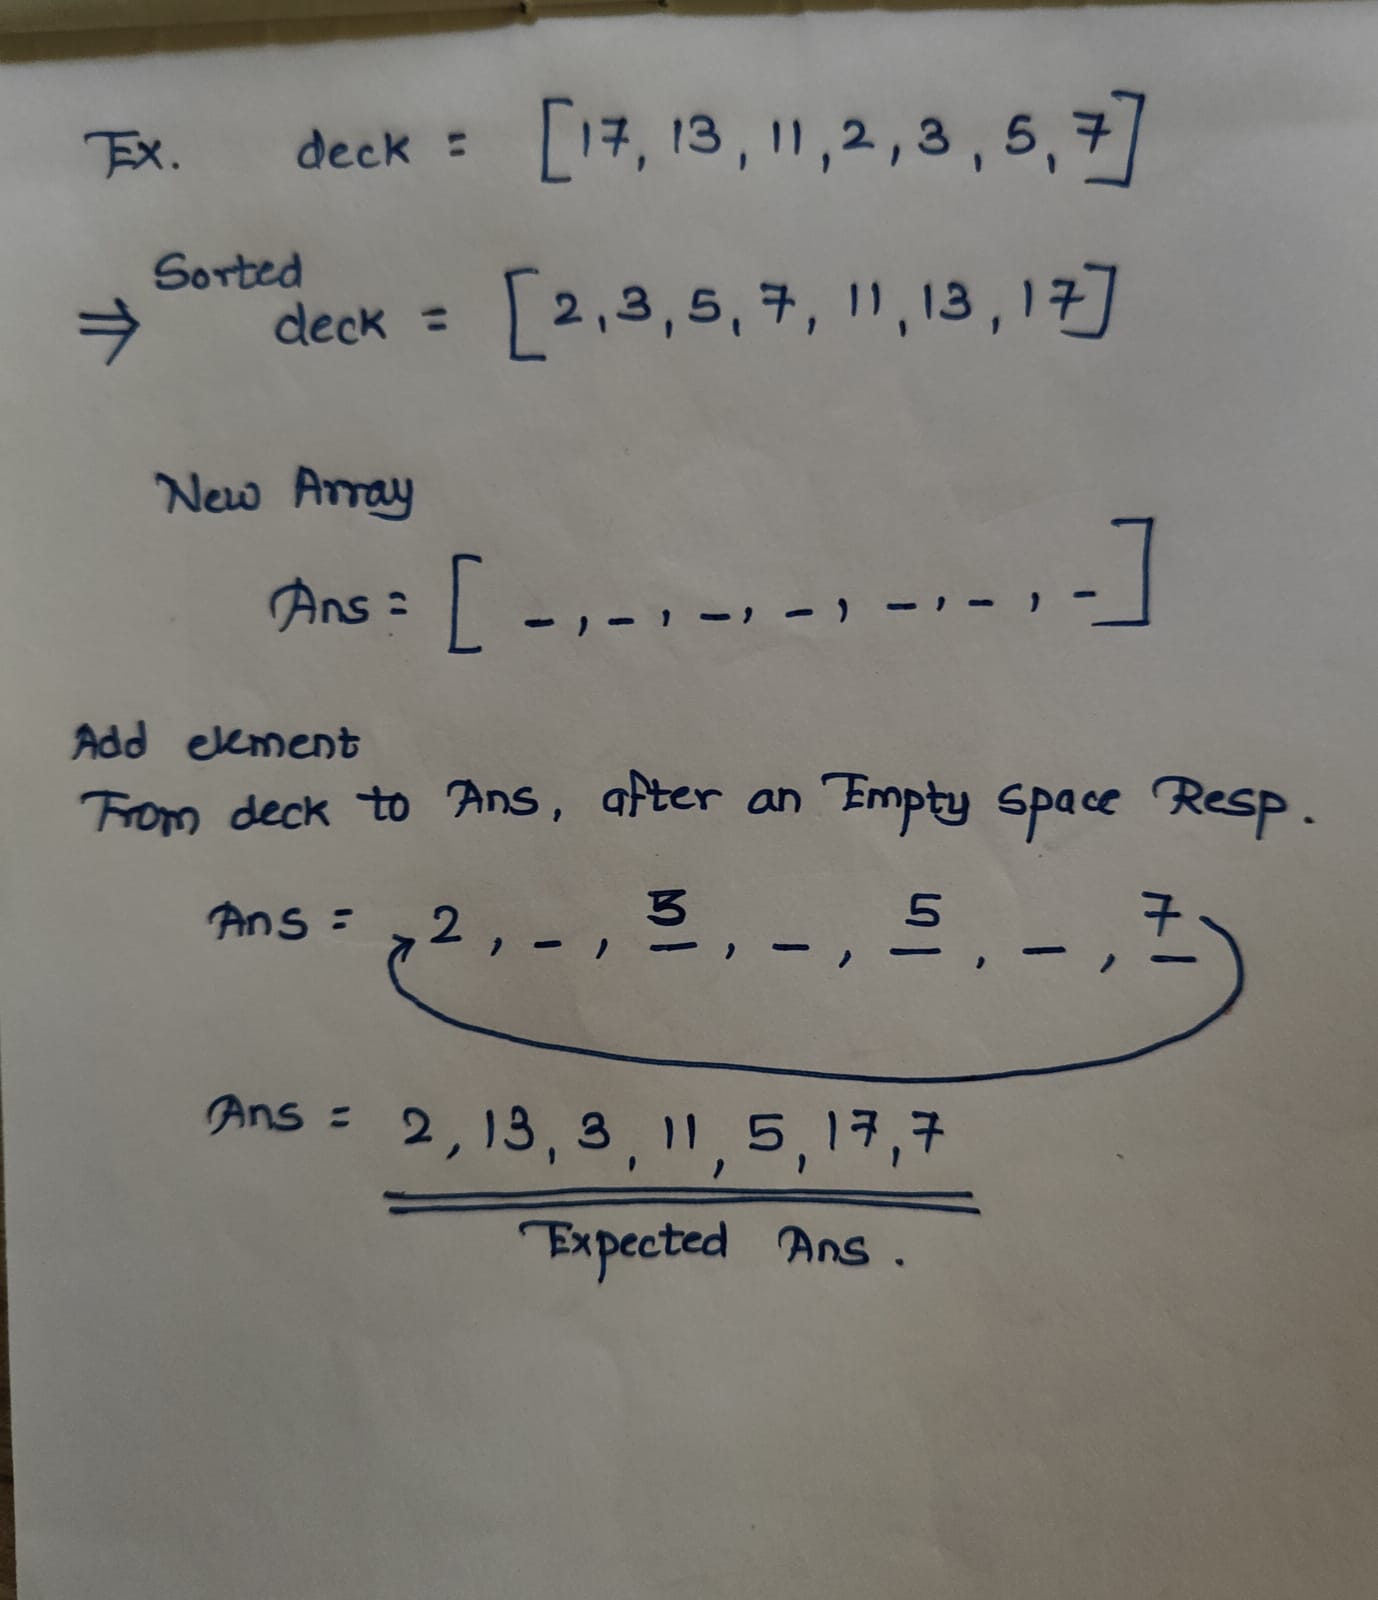 Ex. deck = [17, 13, 11, 2, 3, 5, 7]
Sorted
⇒ deck = [2, 3, 5, 7, 11, 13, 17]
New Array
Ans = [ _, _, _, _, _, _, _]
Add element
From deck to Ans, after an Empty space Resp.
Ans = 2, _, 3, _, 5, _, 7
Ans = 2, 13, 3, 11, 5, 17, 7
Expected Ans.